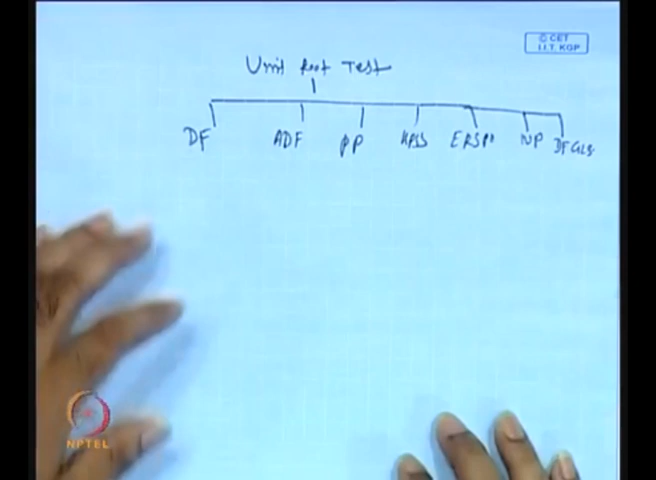 © CET
I.I.T. KGP
Unit Root Test
DF ADF PP KPSS ERSPO NP DFGLS
NPTEL